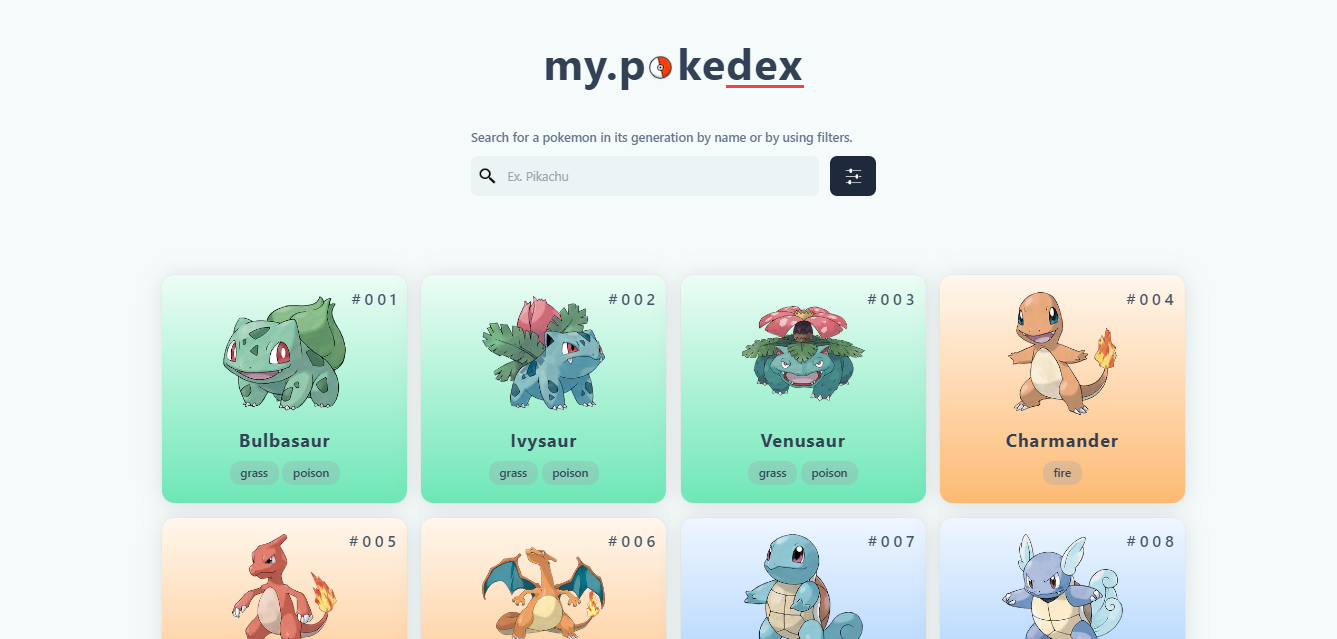 my.pokedex
Search for a pokemon in its generation by name or by using filters.
Ex. Pikachu
#001
Bulbasaur
grass poison
#002
Ivysaur
grass poison
#003
Venusaur
grass poison
#004
Charmander
fire
#005
#006
#007
#008